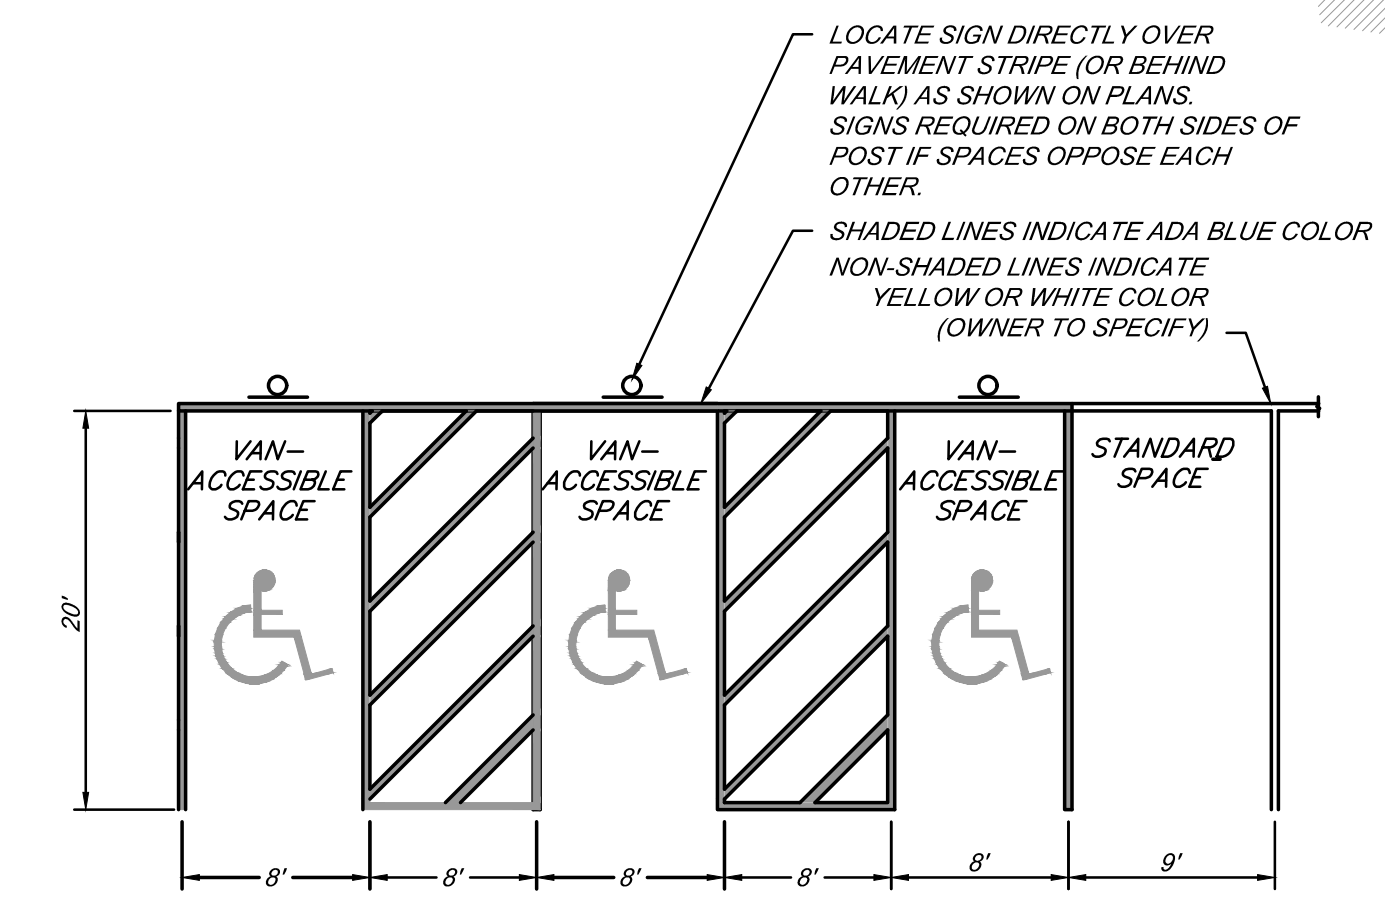 LOCATE SIGN DIRECTLY OVER
PAVEMENT STRIPE (OR BEHIND
WALK) AS SHOWN ON PLANS.
SIGNS REQUIRED ON BOTH SIDES OF
POST IF SPACES OPPOSE EACH
OTHER.
SHADED LINES INDICATE ADA BLUE COLOR
NON-SHADED LINES INDICATE
YELLOW OR WHITE COLOR
(OWNER TO SPECIFY)
VAN-
ACCESSIBLE
SPACE
VAN-
ACCESSIBLE
SPACE
VAN-
ACCESSIBLE
SPACE
STANDARD
SPACE
20'
8'
8'
8'
8'
8'
9'